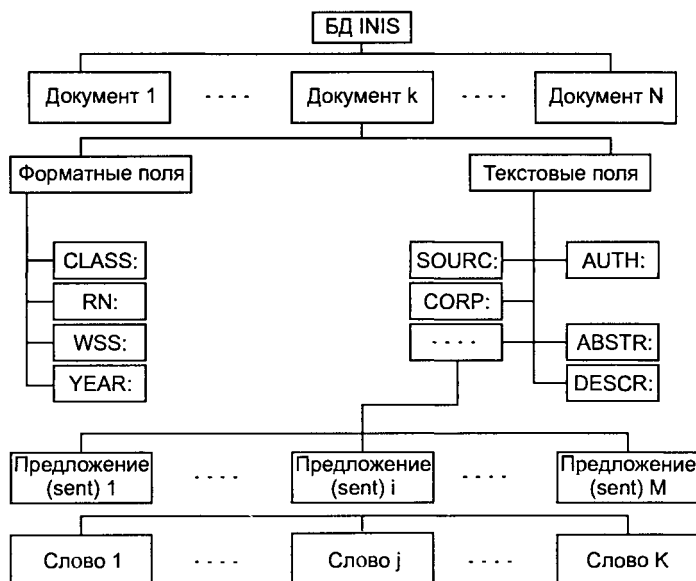 БД INIS
Документ 1 . . . . Документ k . . . . Документ N
Форматные поля Текстовые поля
CLASS: SOURC: AUTH:
RN: CORP:
WSS: . . . . ABSTR:
YEAR: DESCR:
Предложение . . . . Предложение . . . . Предложение
(sent) 1 (sent) i (sent) M
Слово 1 . . . . Слово j . . . . Слово K